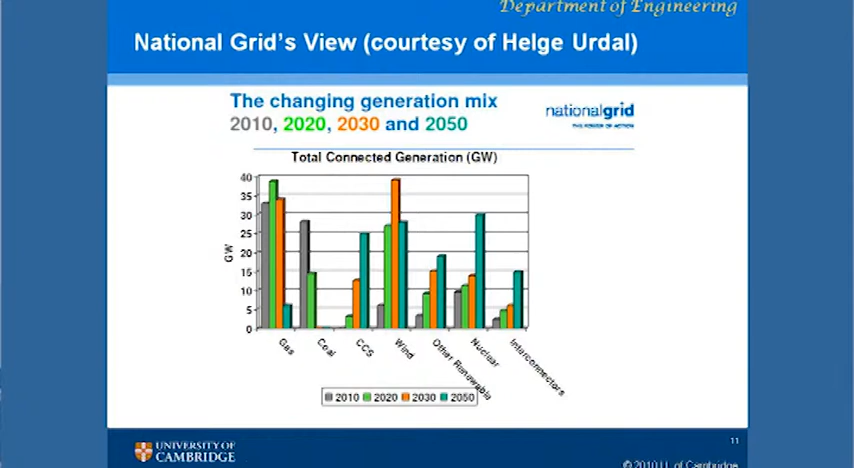 Department of Engineering
National Grid's View (courtesy of Helge Urdal)
The changing generation mix
2010, 2020, 2030 and 2050
nationalgrid
THE POWER OF ACTION
Total Connected Generation (GW)
40
35
30
25
20
15
10
5
0
GW
Gas
Coal
CCS
Wind
Other Renewable
Nuclear
Interconnectors
2010 2020 2030 2050
11
UNIVERSITY OF
CAMBRIDGE
© 2010 U. of Cambridge